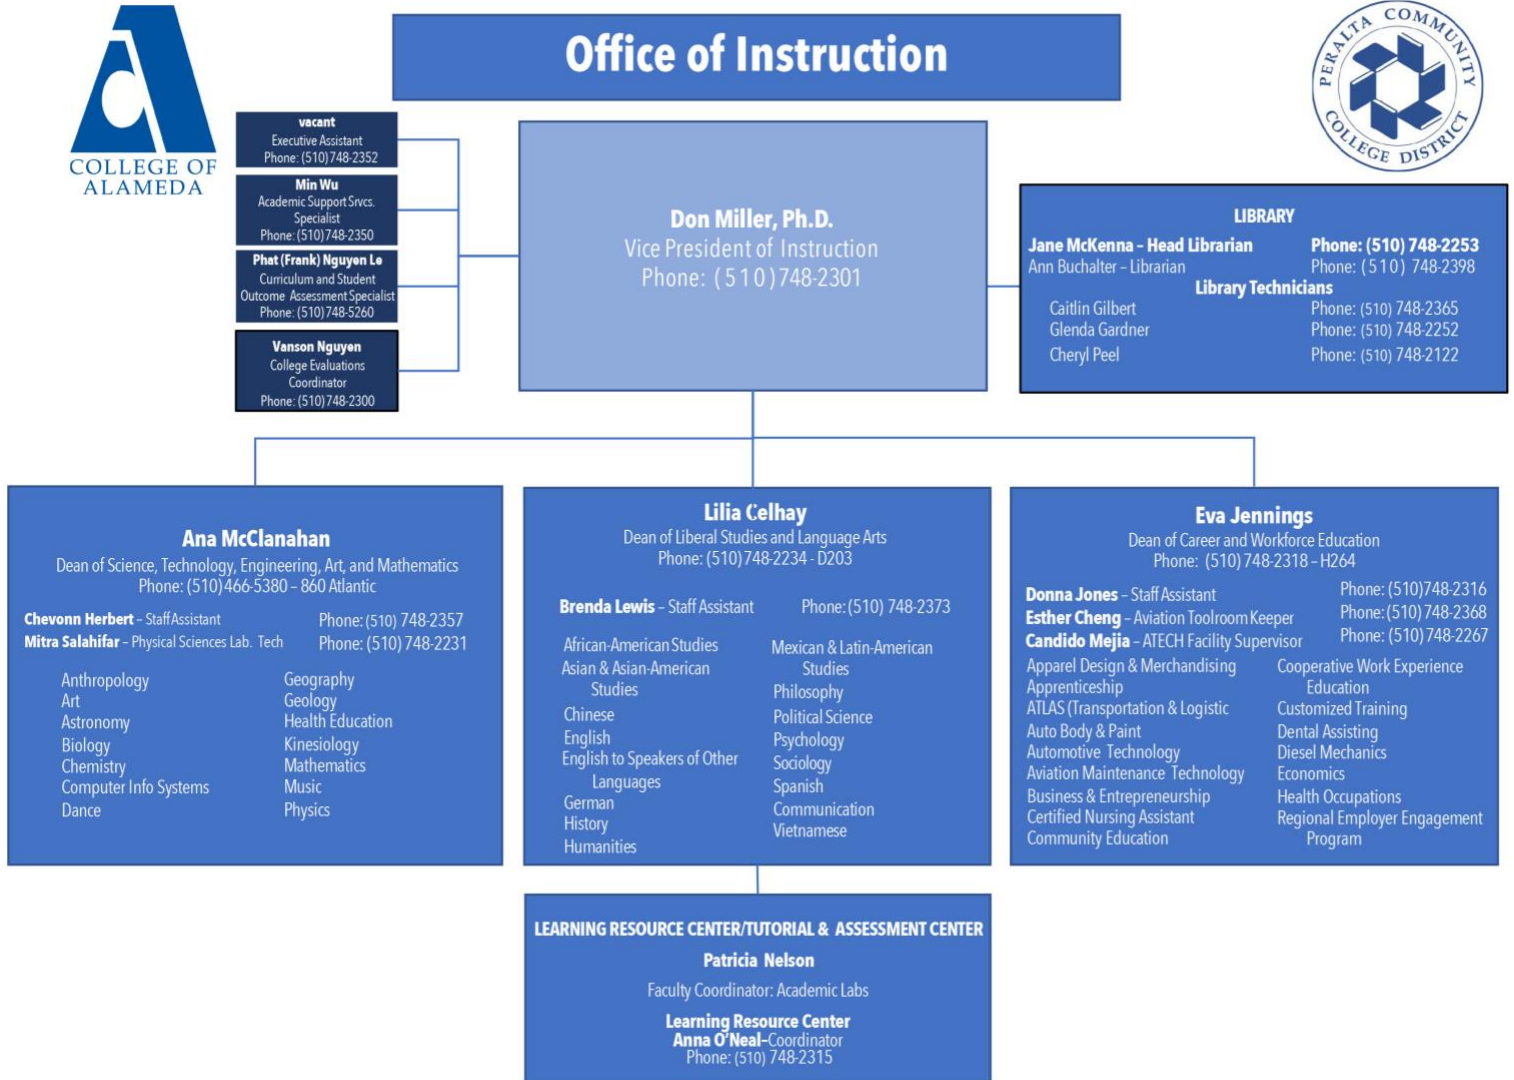 Office of Instruction
COLLEGE OF
ALAMEDA
PERALTA COMMUNITY
COLLEGE DISTRICT
vacant
Executive Assistant
Phone: (510) 748-2352
Min Wu
Academic Support Srvcs.
Specialist
Phone: (510) 748-2350
Phat (Frank) Nguyen Le
Curriculum and Student
Outcome Assessment Specialist
Phone: (510) 748-5260
Vanson Nguyen
College Evaluations
Coordinator
Phone: (510) 748-2300
Don Miller, Ph.D.
Vice President of Instruction
Phone: (510) 748-2301
LIBRARY
Jane McKenna – Head Librarian Phone: (510) 748-2253
Ann Buchalter – Librarian Phone: (510) 748-2398
Library Technicians
Caitlin Gilbert Phone: (510) 748-2365
Glenda Gardner Phone: (510) 748-2252
Cheryl Peel Phone: (510) 748-2122
Ana McClanahan
Dean of Science, Technology, Engineering, Art, and Mathematics
Phone: (510) 466-5380 – 860 Atlantic
Chevonn Herbert – Staff Assistant Phone: (510) 748-2357
Mitra Salahifar – Physical Sciences Lab. Tech Phone: (510) 748-2231
Anthropology
Art
Astronomy
Biology
Chemistry
Computer Info Systems
Dance
Geography
Geology
Health Education
Kinesiology
Mathematics
Music
Physics
Lilia Celhay
Dean of Liberal Studies and Language Arts
Phone: (510) 748-2234 - D203
Brenda Lewis – Staff Assistant Phone: (510) 748-2373
African-American Studies
Asian & Asian-American
Studies
Chinese
English
English to Speakers of Other
Languages
German
History
Humanities
Mexican & Latin-American
Studies
Philosophy
Political Science
Psychology
Sociology
Spanish
Communication
Vietnamese
Eva Jennings
Dean of Career and Workforce Education
Phone: (510) 748-2318 – H264
Donna Jones – Staff Assistant Phone: (510) 748-2316
Esther Cheng – Aviation Toolroom Keeper Phone: (510) 748-2368
Candido Mejia – ATECH Facility Supervisor Phone: (510) 748-2267
Apparel Design & Merchandising
Apprenticeship
ATLAS (Transportation & Logistic
Auto Body & Paint
Automotive Technology
Aviation Maintenance Technology
Business & Entrepreneurship
Certified Nursing Assistant
Community Education
Cooperative Work Experience
Education
Customized Training
Dental Assisting
Diesel Mechanics
Economics
Health Occupations
Regional Employer Engagement
Program
LEARNING RESOURCE CENTER/TUTORIAL & ASSESSMENT CENTER
Patricia Nelson
Faculty Coordinator: Academic Labs
Learning Resource Center
Anna O'Neal–Coordinator
Phone: (510) 748-2315